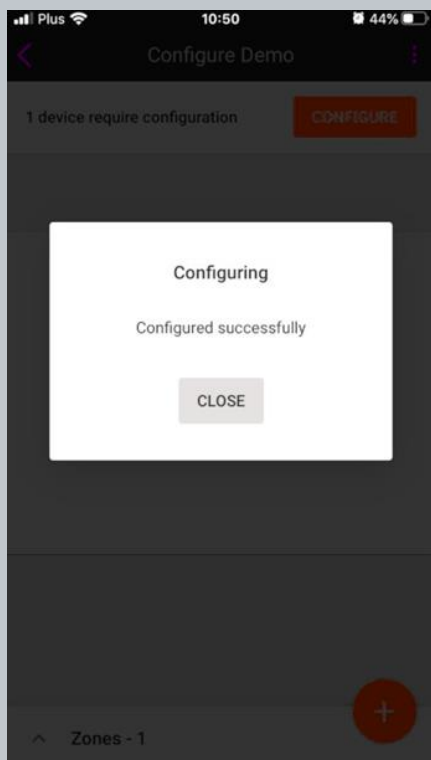 Plus 10:50 44%
Configure Demo
1 device require configuration CONFIGURE
Configuring
Configured successfully
CLOSE
+
Zones - 1